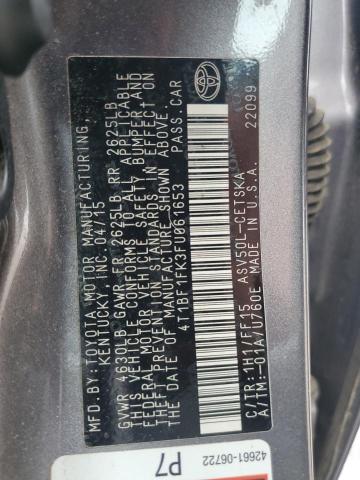 MFD.BY:TOYOTA MOTOR MANUFACTURING,
KENTUCKY, INC. 04/15
GVWR 4630LB GAWR-FR 2625LB RR 2625LB
THIS VEHICLE CONFORMS TO ALL APPLICABLE
FEDERAL MOTOR VEHICLE SAFETY, BUMPER, AND
THEFT PREVENTION STANDARDS IN EFFECT ON
THE DATE OF MANUFACTURE SHOWN ABOVE.
4T1BF1FK3FU061653 PASS.CAR
C/TR:1H1/FF15 ASV50L-CETSKA
A/TM:-01A/U760E U.S.A. 22099
42661-06722
P7